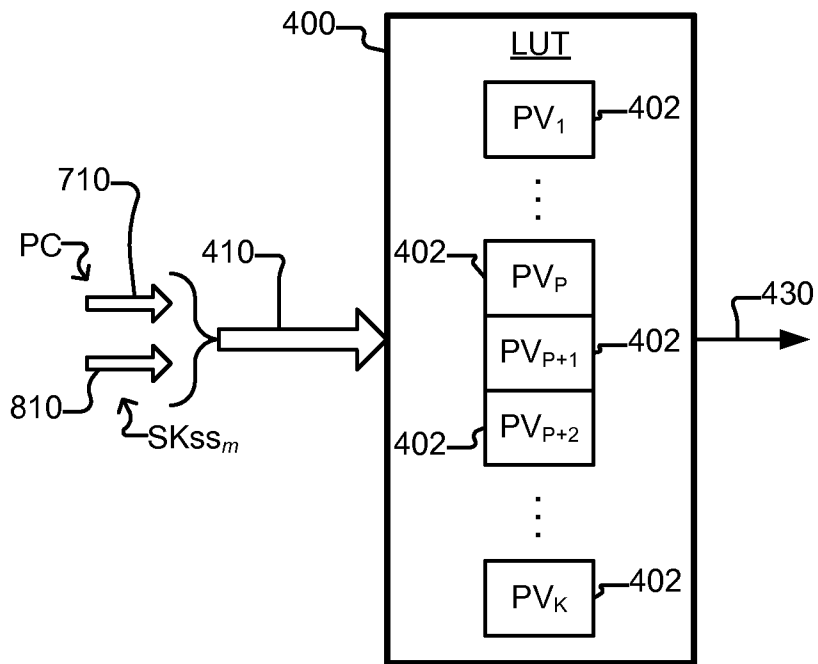 400
LUT
PV₁
402
⋮
710
PC
410
402
PVₚ
430
PVₚ₊₁
402
810
SKssₘ
402
PVₚ₊₂
⋮
PV_K
402